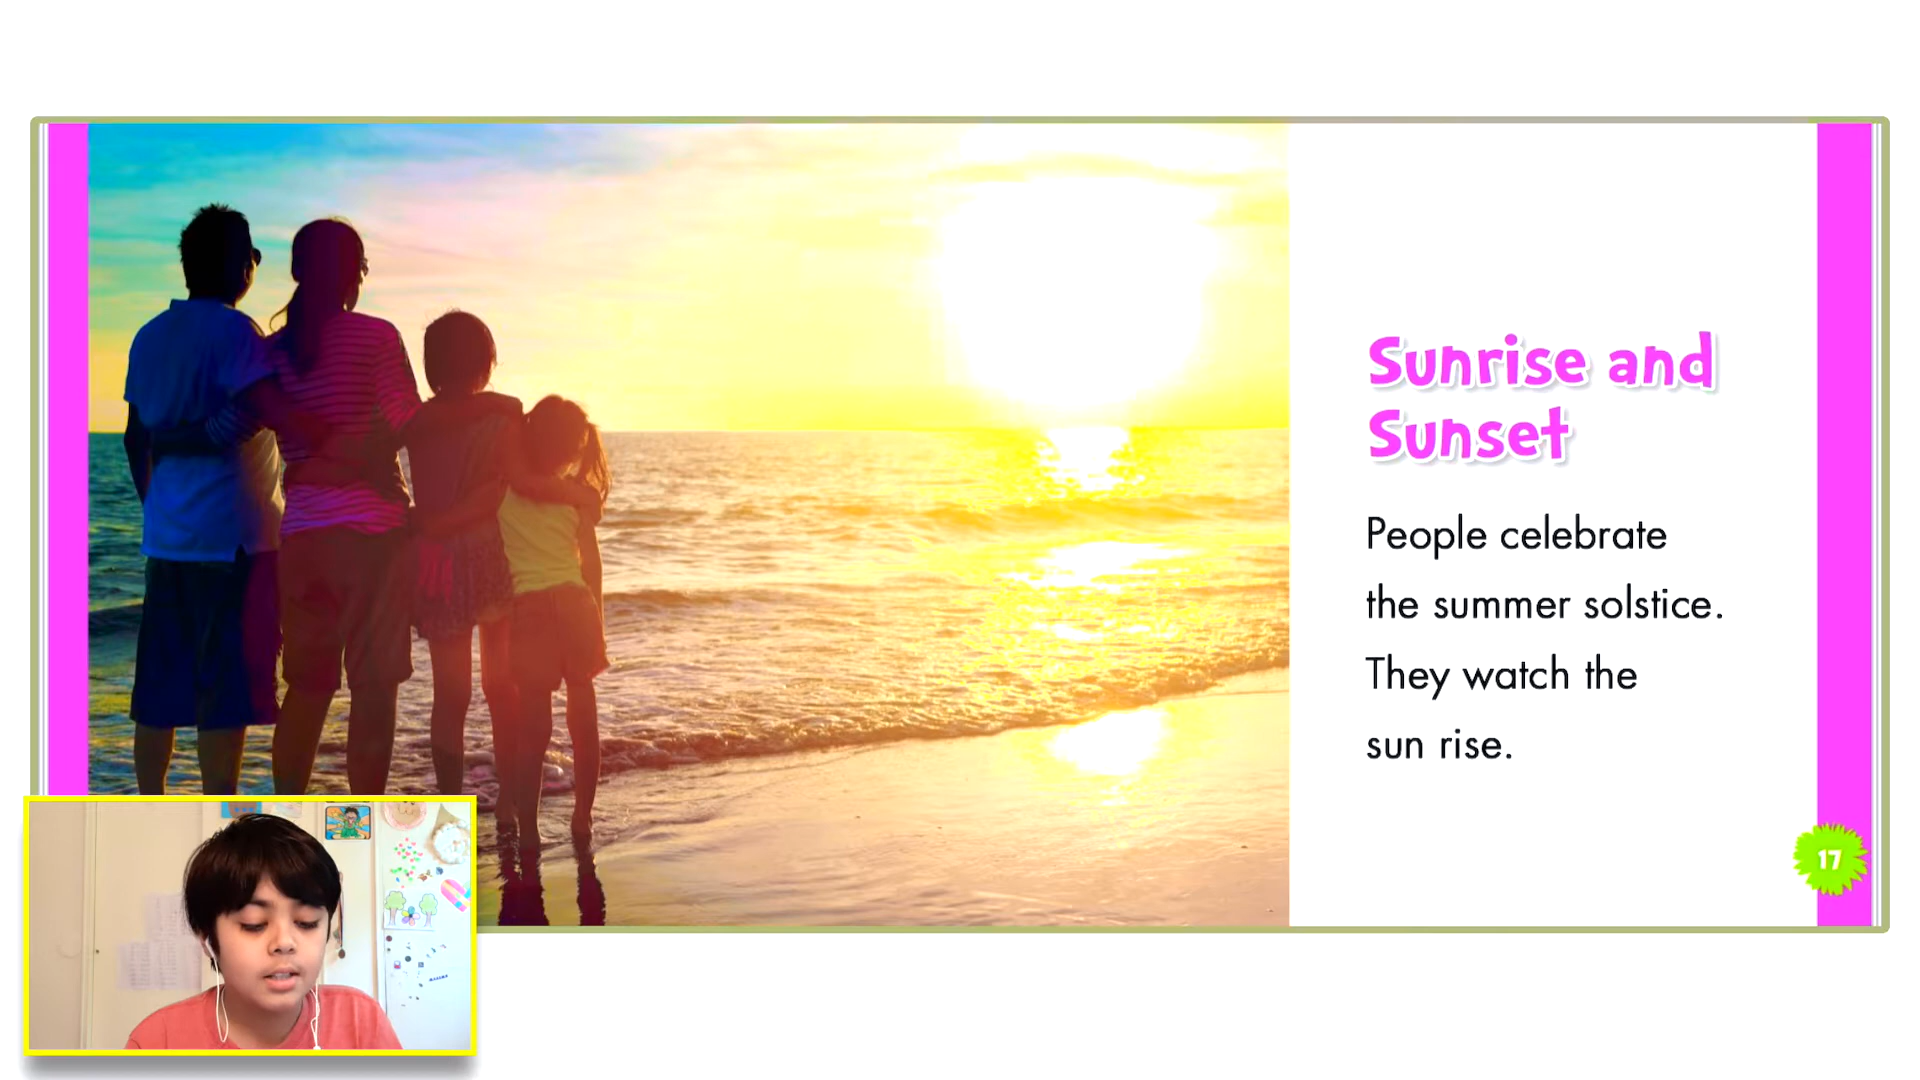 Sunrise and
Sunset
People celebrate
the summer solstice.
They watch the
sun rise.
17